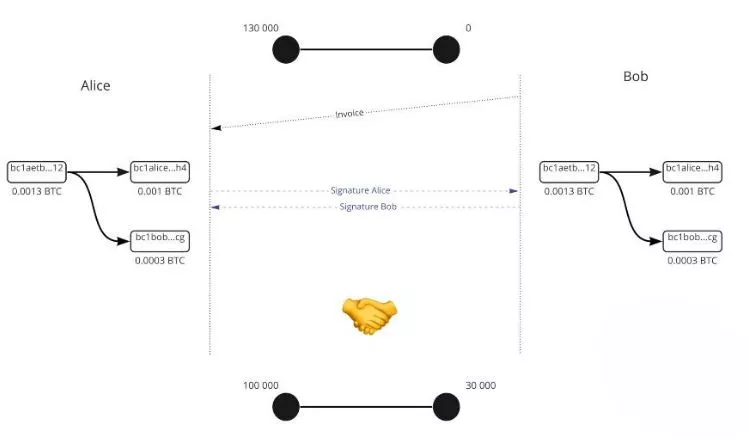 130 000
0
Alice
Bob
Invoice
bc1aetb...12
bc1alice...h4
0.0013 BTC
0.001 BTC
bc1bob...cg
0.0003 BTC
Signature Alice
Signature Bob
bc1aetb...12
bc1alice...h4
0.0013 BTC
0.001 BTC
bc1bob...cg
0.0003 BTC
100 000
30 000